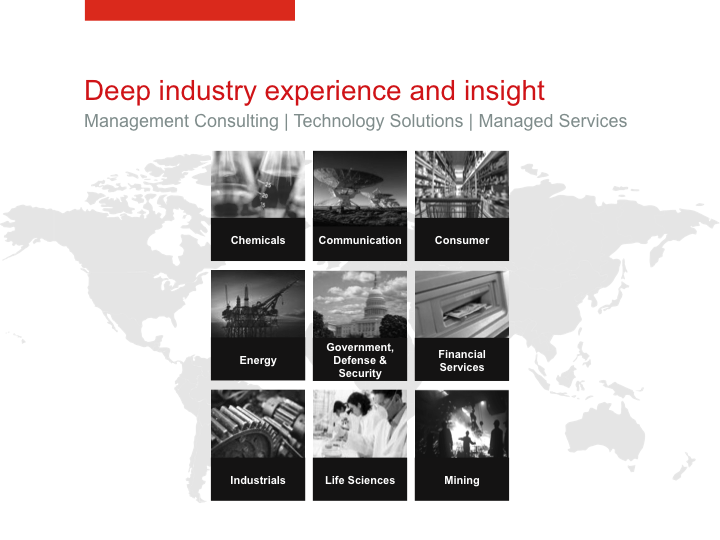 Deep industry experience and insight
Management Consulting | Technology Solutions | Managed Services
Chemicals
Communication
Consumer
Energy
Government,
Defense &
Security
Financial
Services
Industrials
Life Sciences
Mining